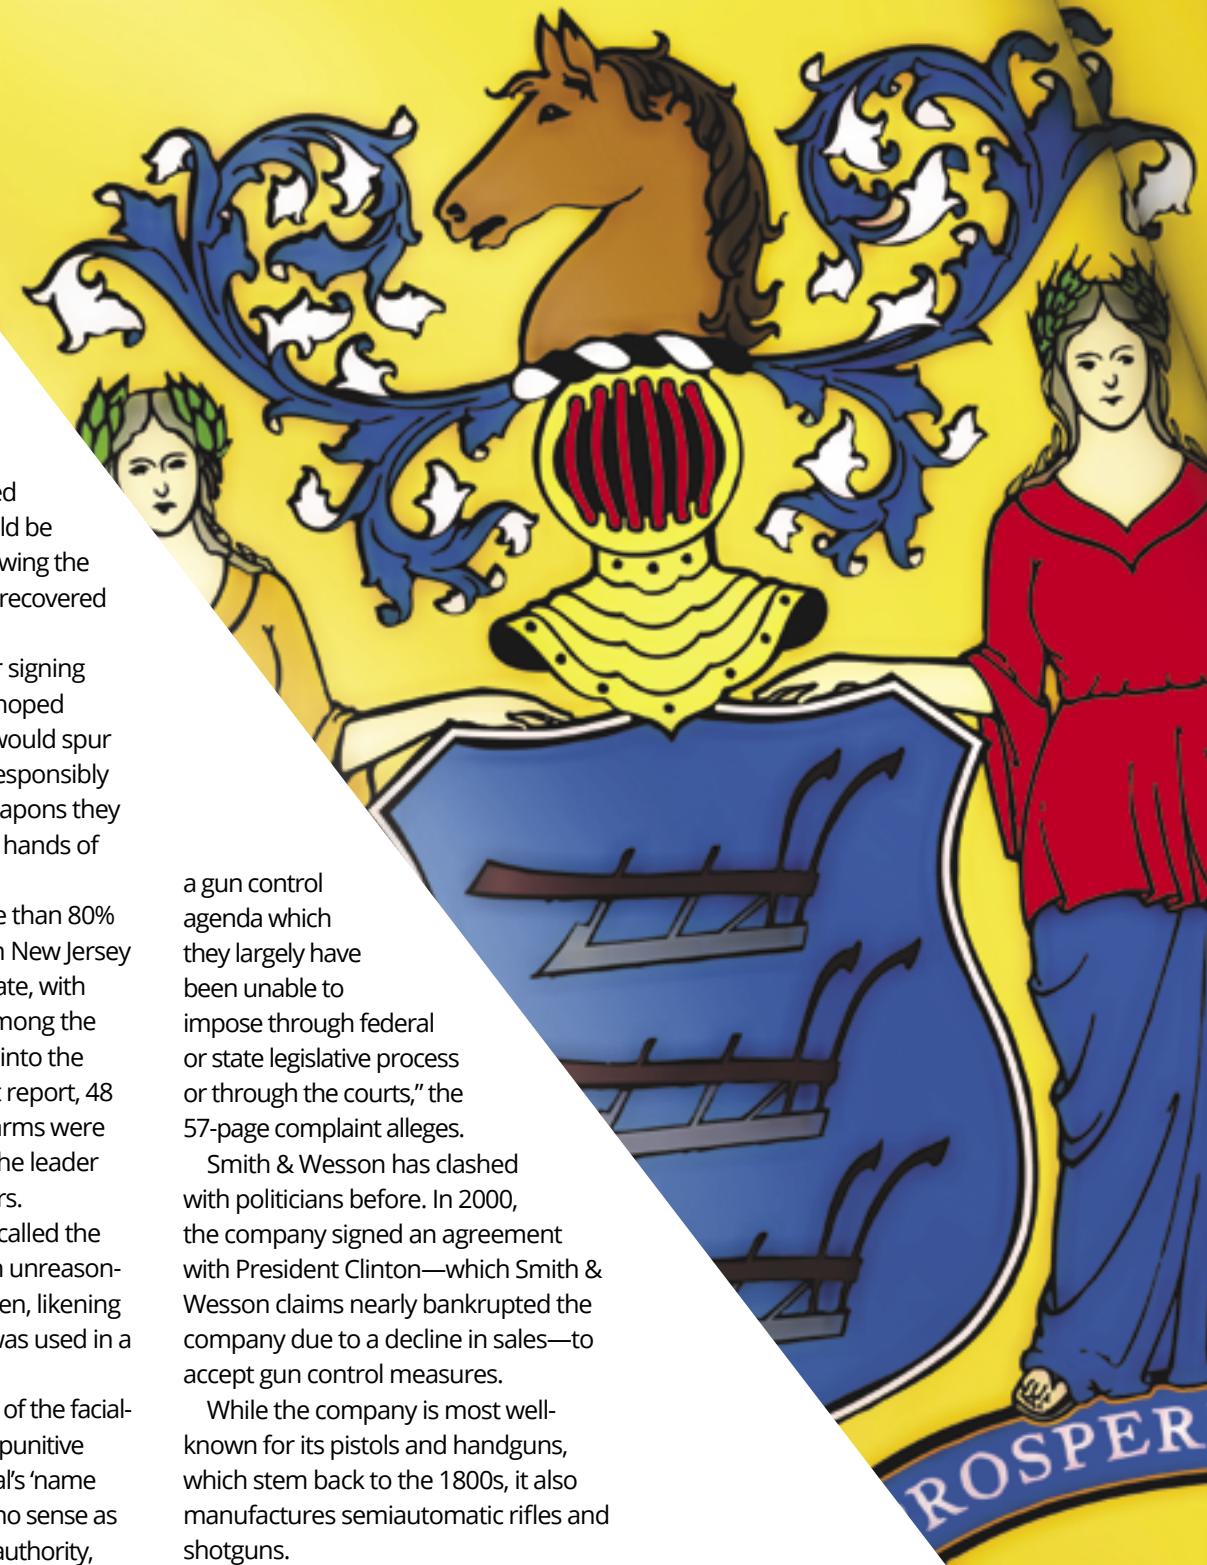 ed
ld be
wing the
recovered
r signing
hoped
would spur
esponsibly
eapons they
hands of
e than 80%
n New Jersey
ate, with
mong the
into the
t report, 48
arms were
he leader
rs.
called the
n unreason-
en, likening
was used in a
of the facial-
punitive
al’s ‘name
no sense as
authority,
a gun control
agenda which
they largely have
been unable to
impose through federal
or state legislative process
or through the courts,” the
57-page complaint alleges.
Smith & Wesson has clashed
with politicians before. In 2000,
the company signed an agreement
with President Clinton—which Smith &
Wesson claims nearly bankrupted the
company due to a decline in sales—to
accept gun control measures.
While the company is most well-
known for its pistols and handguns,
which stem back to the 1800s, it also
manufactures semiautomatic rifles and
shotguns.
ROSPER